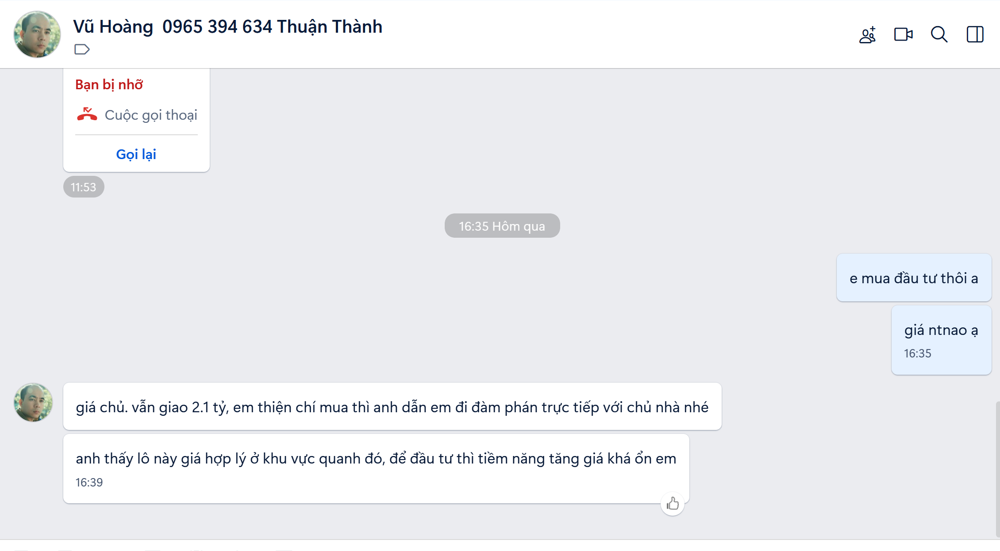 Vũ Hoàng 0965 394 634 Thuận Thành
Bạn bị nhỡ
Cuộc gọi thoại
Gọi lại
11:53
16:35 Hôm qua
e mua đầu tư thôi a
giá ntnao ạ
16:35
giá chủ. vẫn giao 2.1 tỷ, em thiện chí mua thì anh dẫn em đi đàm phán trực tiếp với chủ nhà nhé
anh thấy lô này giá hợp lý ở khu vực quanh đó, để đầu tư thì tiềm năng tăng giá khá ổn em
16:39